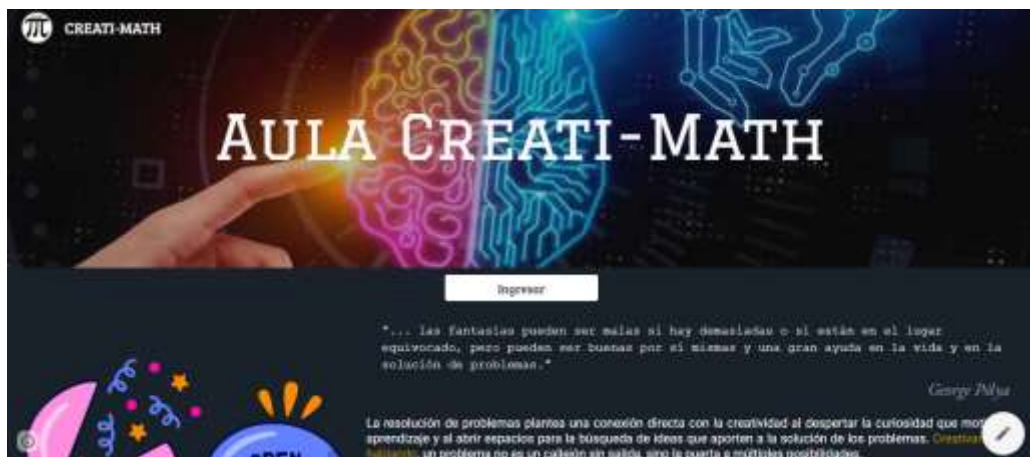 CREATI-MATH
AULA CREATI-MATH
Ingresar
"... las fantasías pueden ser malas si hay demasiadas o si están en el lugar
equivocado, pero pueden ser buenas por sí mismas y una gran ayuda en la vida y en la
solución de problemas."
George Pólya
La resolución de problemas plantea una conexión directa con la creatividad al despertar la curiosidad que
aprendizaje y al abrir espacios para la búsqueda de ideas que aporten a la solución de los problemas.
OPEN
un problema no es un callejón sin salida, sino la puerta a múltiples posibilidades.